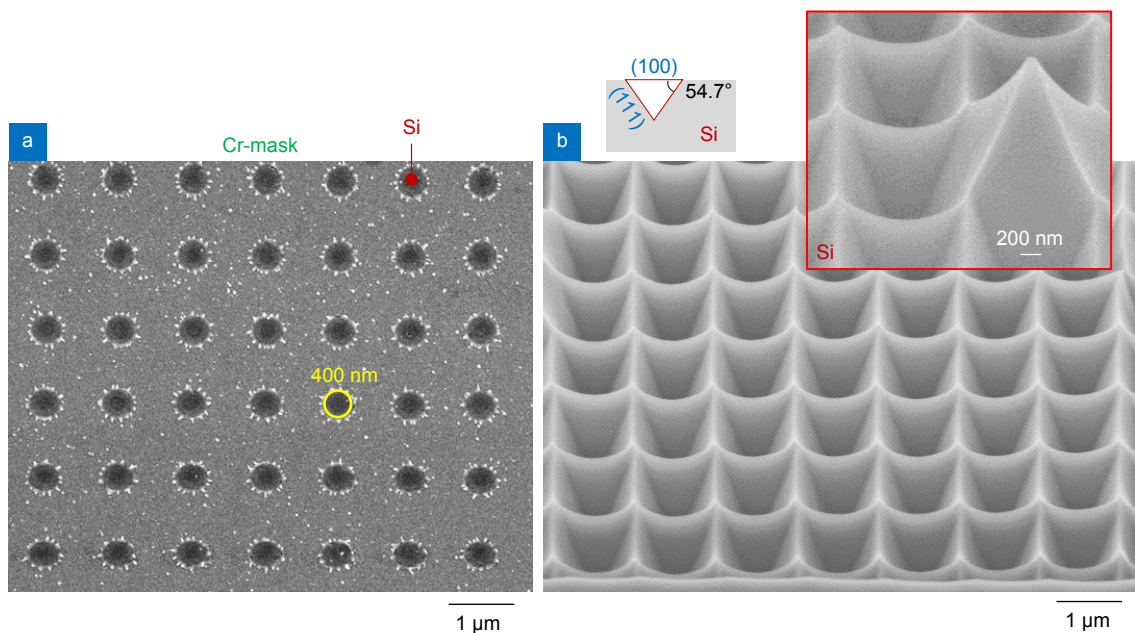 a
Cr-mask
Si
400 nm
1 µm
(100)
(111)
54.7°
Si
b
Si
200 nm
1 µm